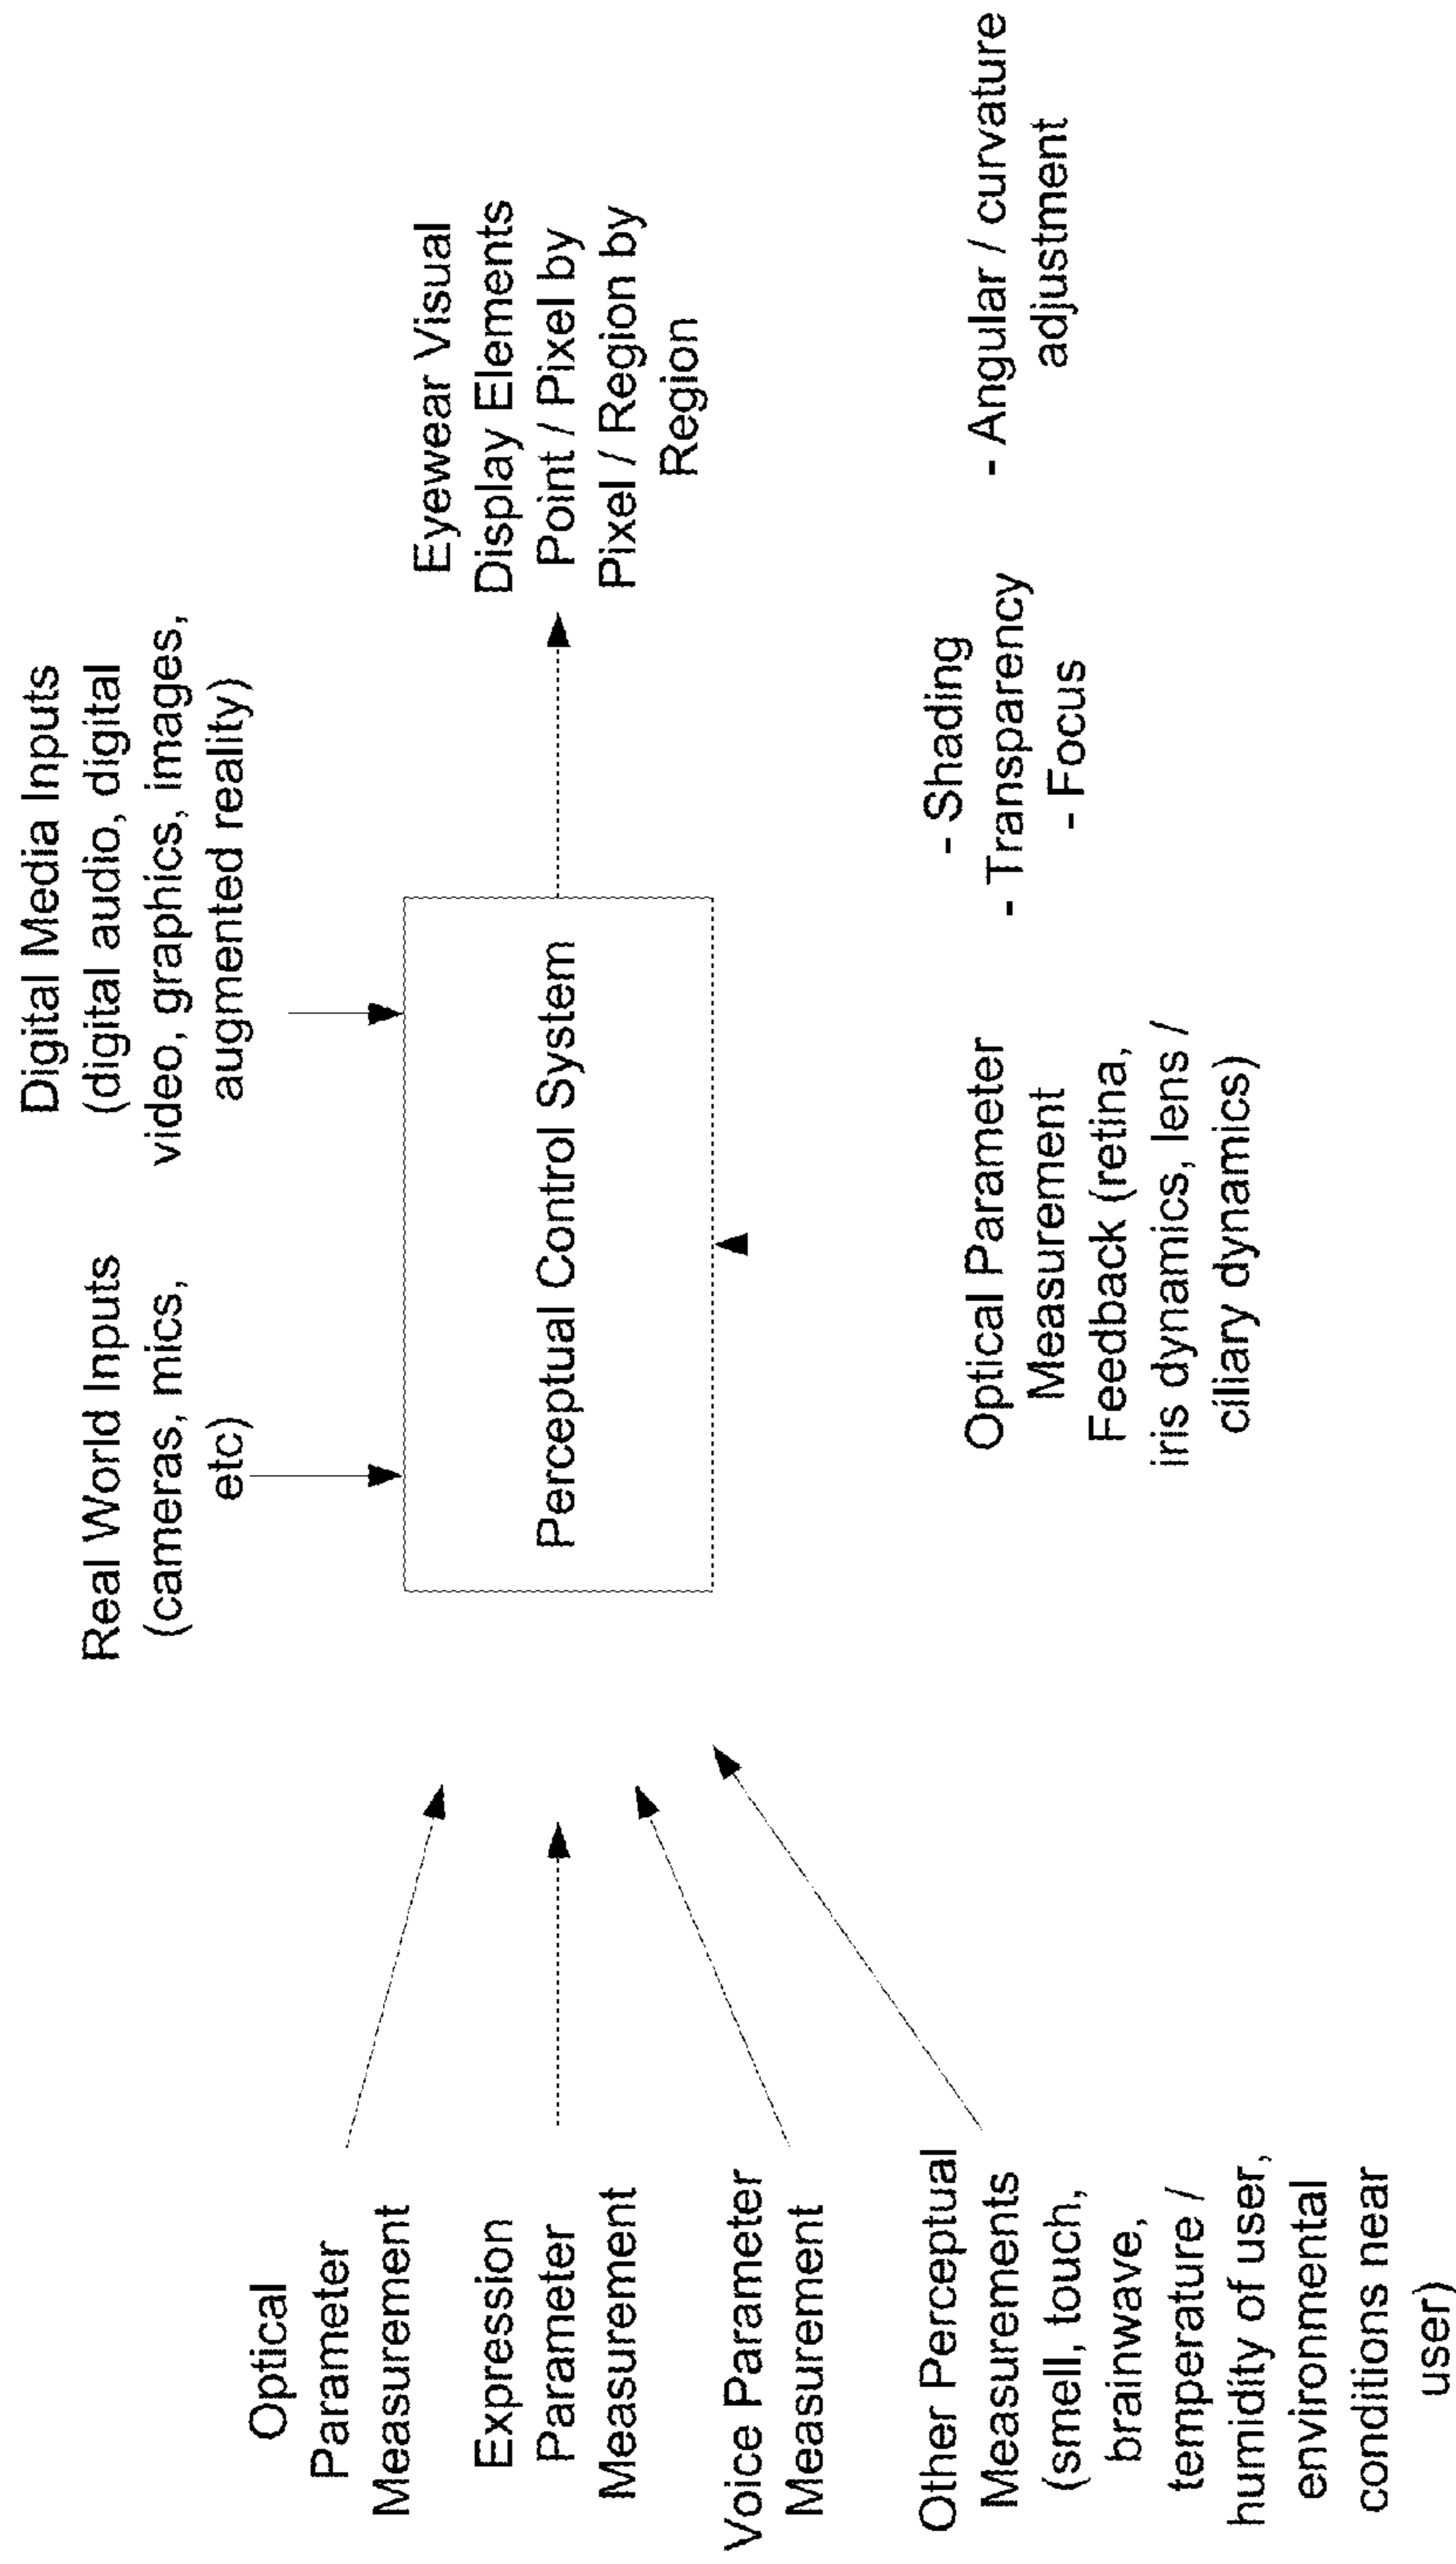 Real World Inputs
(cameras, mics,
etc)
Digital Media Inputs
(digital audio, digital
video, graphics, images,
augmented reality)
Optical
Parameter
Measurement
Expression
Parameter
Measurement
Voice Parameter
Measurement
Other Perceptual
Measurements
(smell, touch,
brainwave,
temperature /
humidity of user,
environmental
conditions near
user)
Perceptual Control System
Eyewear Visual
Display Elements
Point / Pixel by
Pixel / Region by
Region
Optical Parameter
Measurement
Feedback (retina,
iris dynamics, lens /
ciliary dynamics)
- Shading
- Transparency
- Focus
- Angular / curvature
adjustment